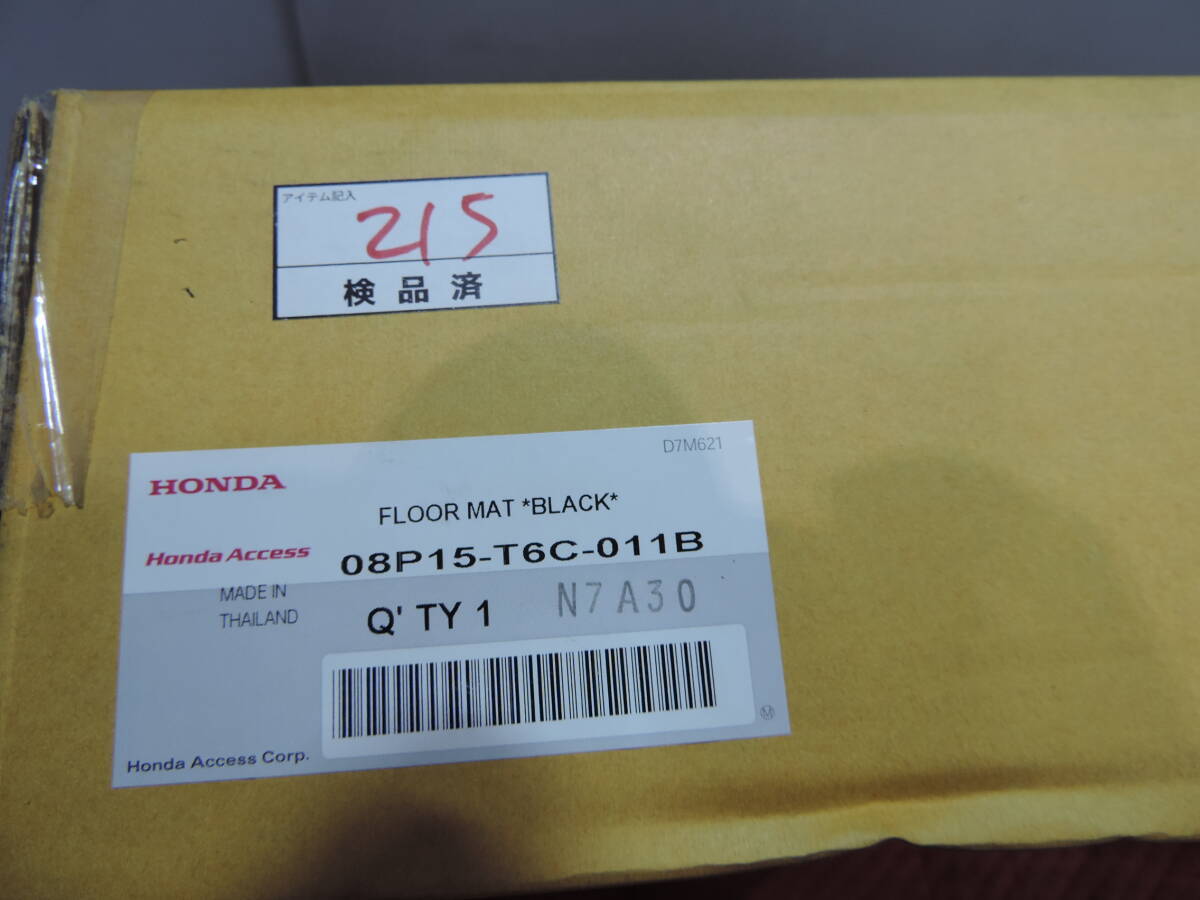 アイテム記入
215
検品済
D7M621
HONDA
FLOOR MAT *BLACK*
Honda Access
08P15-T6C-011B
MADE IN
THAILAND
Q' TY 1
N7A30
Ⓜ
Honda Access Corp.